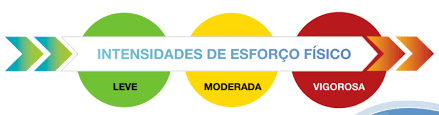 INTENSIDADES DE ESFORÇO FÍSICO
LEVE MODERADA VIGOROSA